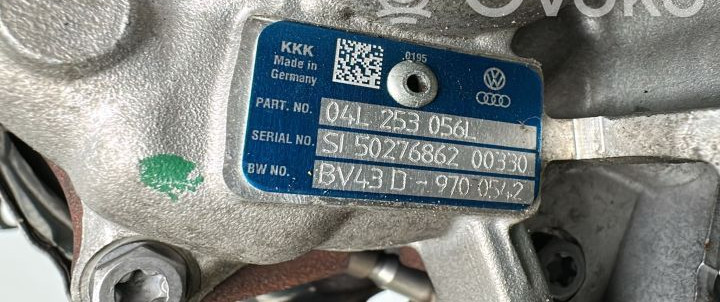 Ovoko
KKK
Made in
Germany
0195
PART. NO. 04L 253 056L
SERIAL NO. SI 50276862 00330
BW NO. BV43 D - 970 0542